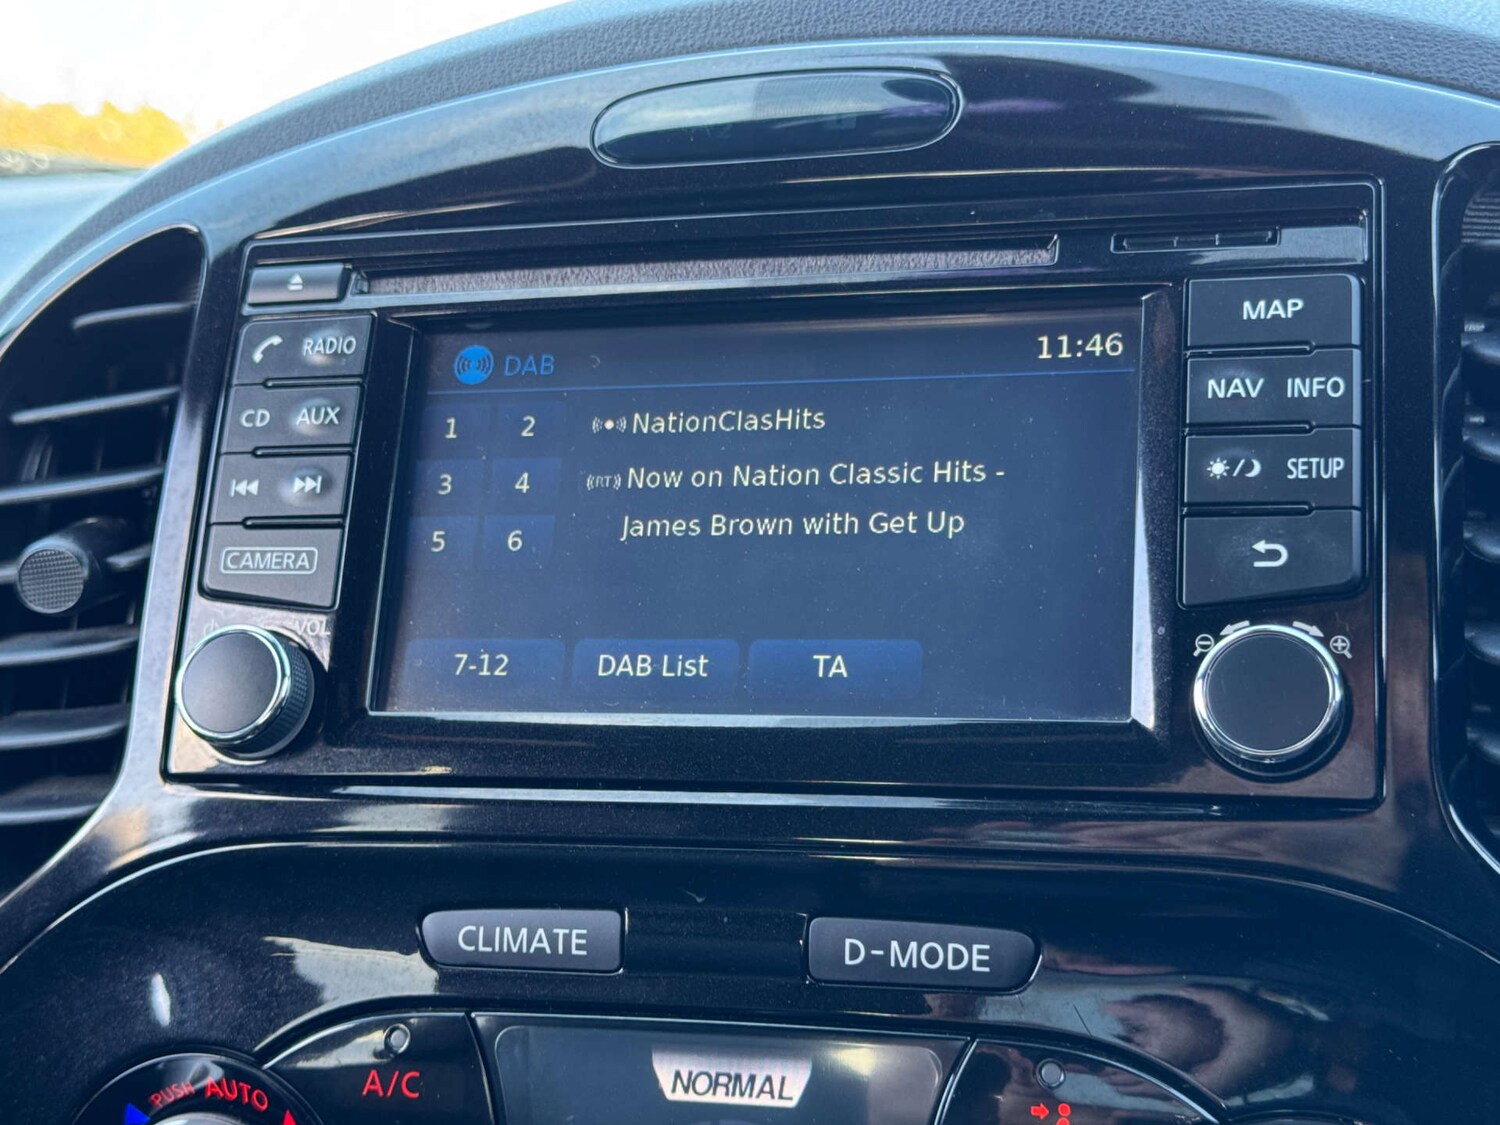 RADIO
CD AUX
CAMERA
VOL
DAB
11:46
1 2
3 4
5 6
NationClasHits
(RT) Now on Nation Classic Hits -
James Brown with Get Up
7-12
DAB List
TA
MAP
NAV INFO
SETUP
CLIMATE
D-MODE
PUSH AUTO
A/C
NORMAL